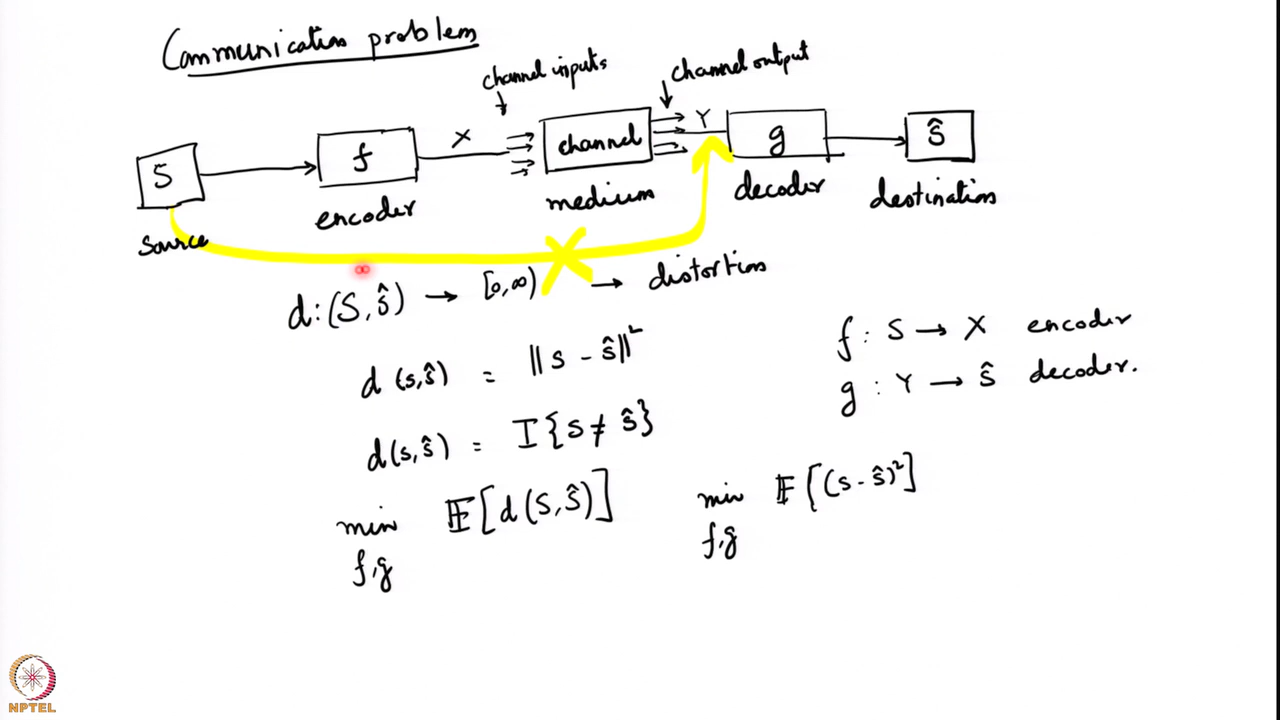 Communication problem
channel inputs
channel output
S
f
X
channel
Y
g
Ŝ
source
encoder
medium
decoder
destination
d : (S, ŝ) → [0, ∞) → distortion
d (s, ŝ) = || s - ŝ ||²
f : S → X encoder
g : Y → ŝ decoder.
d(s, ŝ) = I{s ≠ ŝ}
min E[d(S, Ŝ)]
f,g
min E[(s - ŝ)²]
f,g
NPTEL